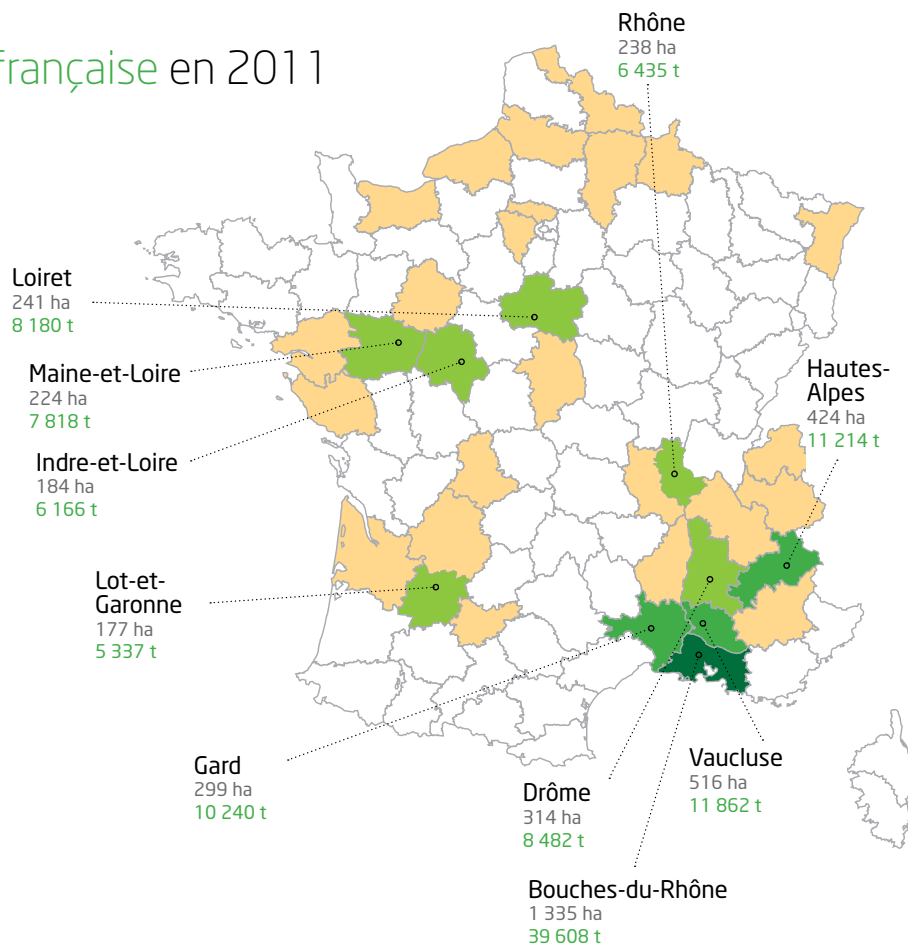 française en 2011
Rhône
238 ha
6 435 t
Loiret
241 ha
8 180 t
Maine-et-Loire
224 ha
7 818 t
Hautes-
Alpes
424 ha
11 214 t
Indre-et-Loire
184 ha
6 166 t
Lot-et-
Garonne
177 ha
5 337 t
Gard
299 ha
10 240 t
Drôme
314 ha
8 482 t
Vaucluse
516 ha
11 862 t
Bouches-du-Rhône
1 335 ha
39 608 t